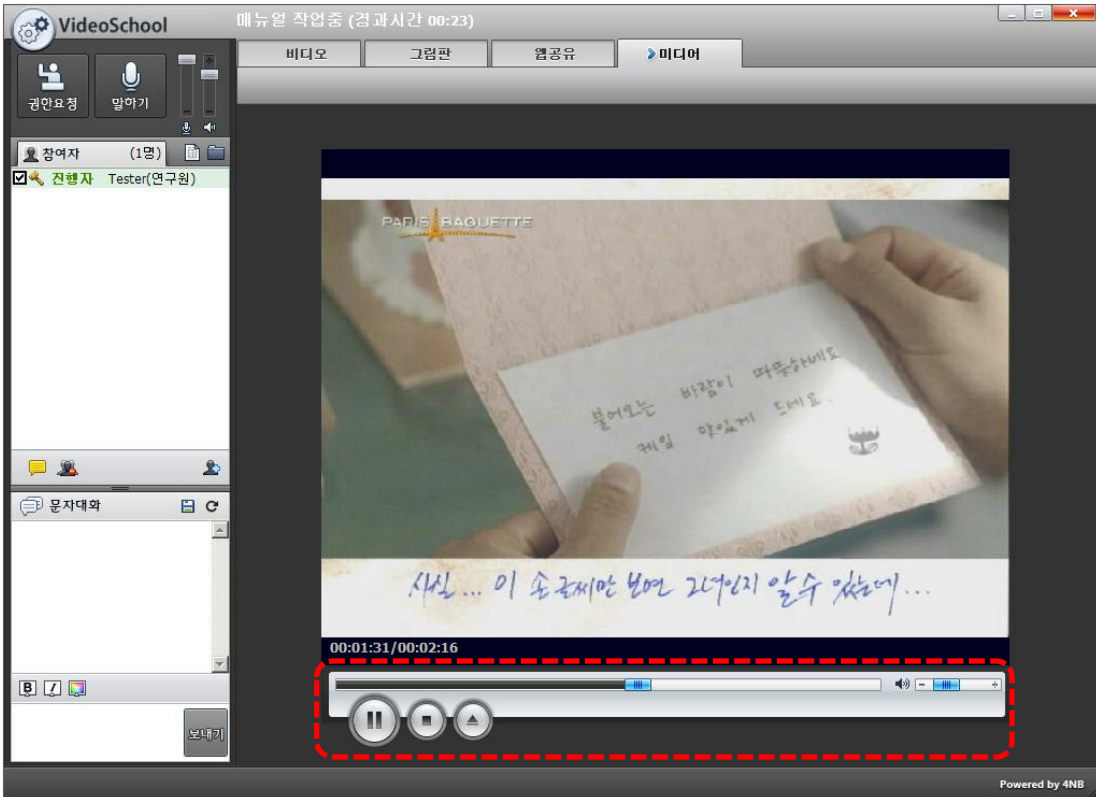 VideoSchool
매뉴얼 작업중 (경과시간 00:23)
비디오 그림판 웹공유 미디어
권한요청 말하기
참여자 (1명)
진행자 Tester(연구원)
PARIS BAGUETTE
불어오는 바람이 따뜻하네요
케익 맛있게 드세요.
사실... 이 손글씨만 보면 그녀인지 알수 있는데...
00:01:31/00:02:16
문자대화
B I
보내기
Powered by 4NB